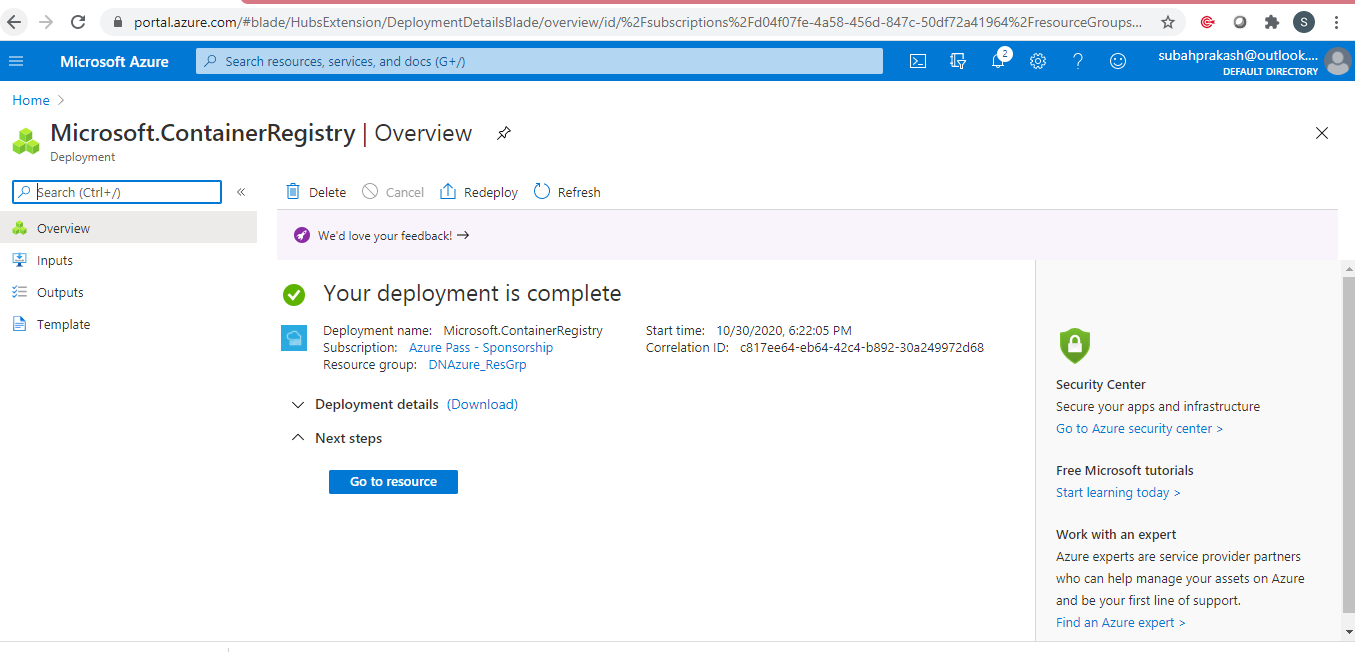 portal.azure.com/#blade/HubsExtension/DeploymentDetailsBlade/overview/id/%2Fsubscriptions%2Fd04f07fe-4a58-456d-847c-50df72a41964%2FresourceGroups...
S
Microsoft Azure
Search resources, services, and docs (G+/)
2
subahprakash@outlook....
DEFAULT DIRECTORY
Home
Microsoft.ContainerRegistry | Overview
Deployment
Search (Ctrl+/)
«
Delete
Cancel
Redeploy
Refresh
Overview
Inputs
Outputs
Template
We'd love your feedback! →
Your deployment is complete
Deployment name: Microsoft.ContainerRegistry
Subscription: Azure Pass - Sponsorship
Resource group: DNAzure_ResGrp
Start time: 10/30/2020, 6:22:05 PM
Correlation ID: c817ee64-eb64-42c4-b892-30a249972d68
Deployment details (Download)
Next steps
Go to resource
Security Center
Secure your apps and infrastructure
Go to Azure security center >
Free Microsoft tutorials
Start learning today >
Work with an expert
Azure experts are service provider partners
who can help manage your assets on Azure
and be your first line of support.
Find an Azure expert >